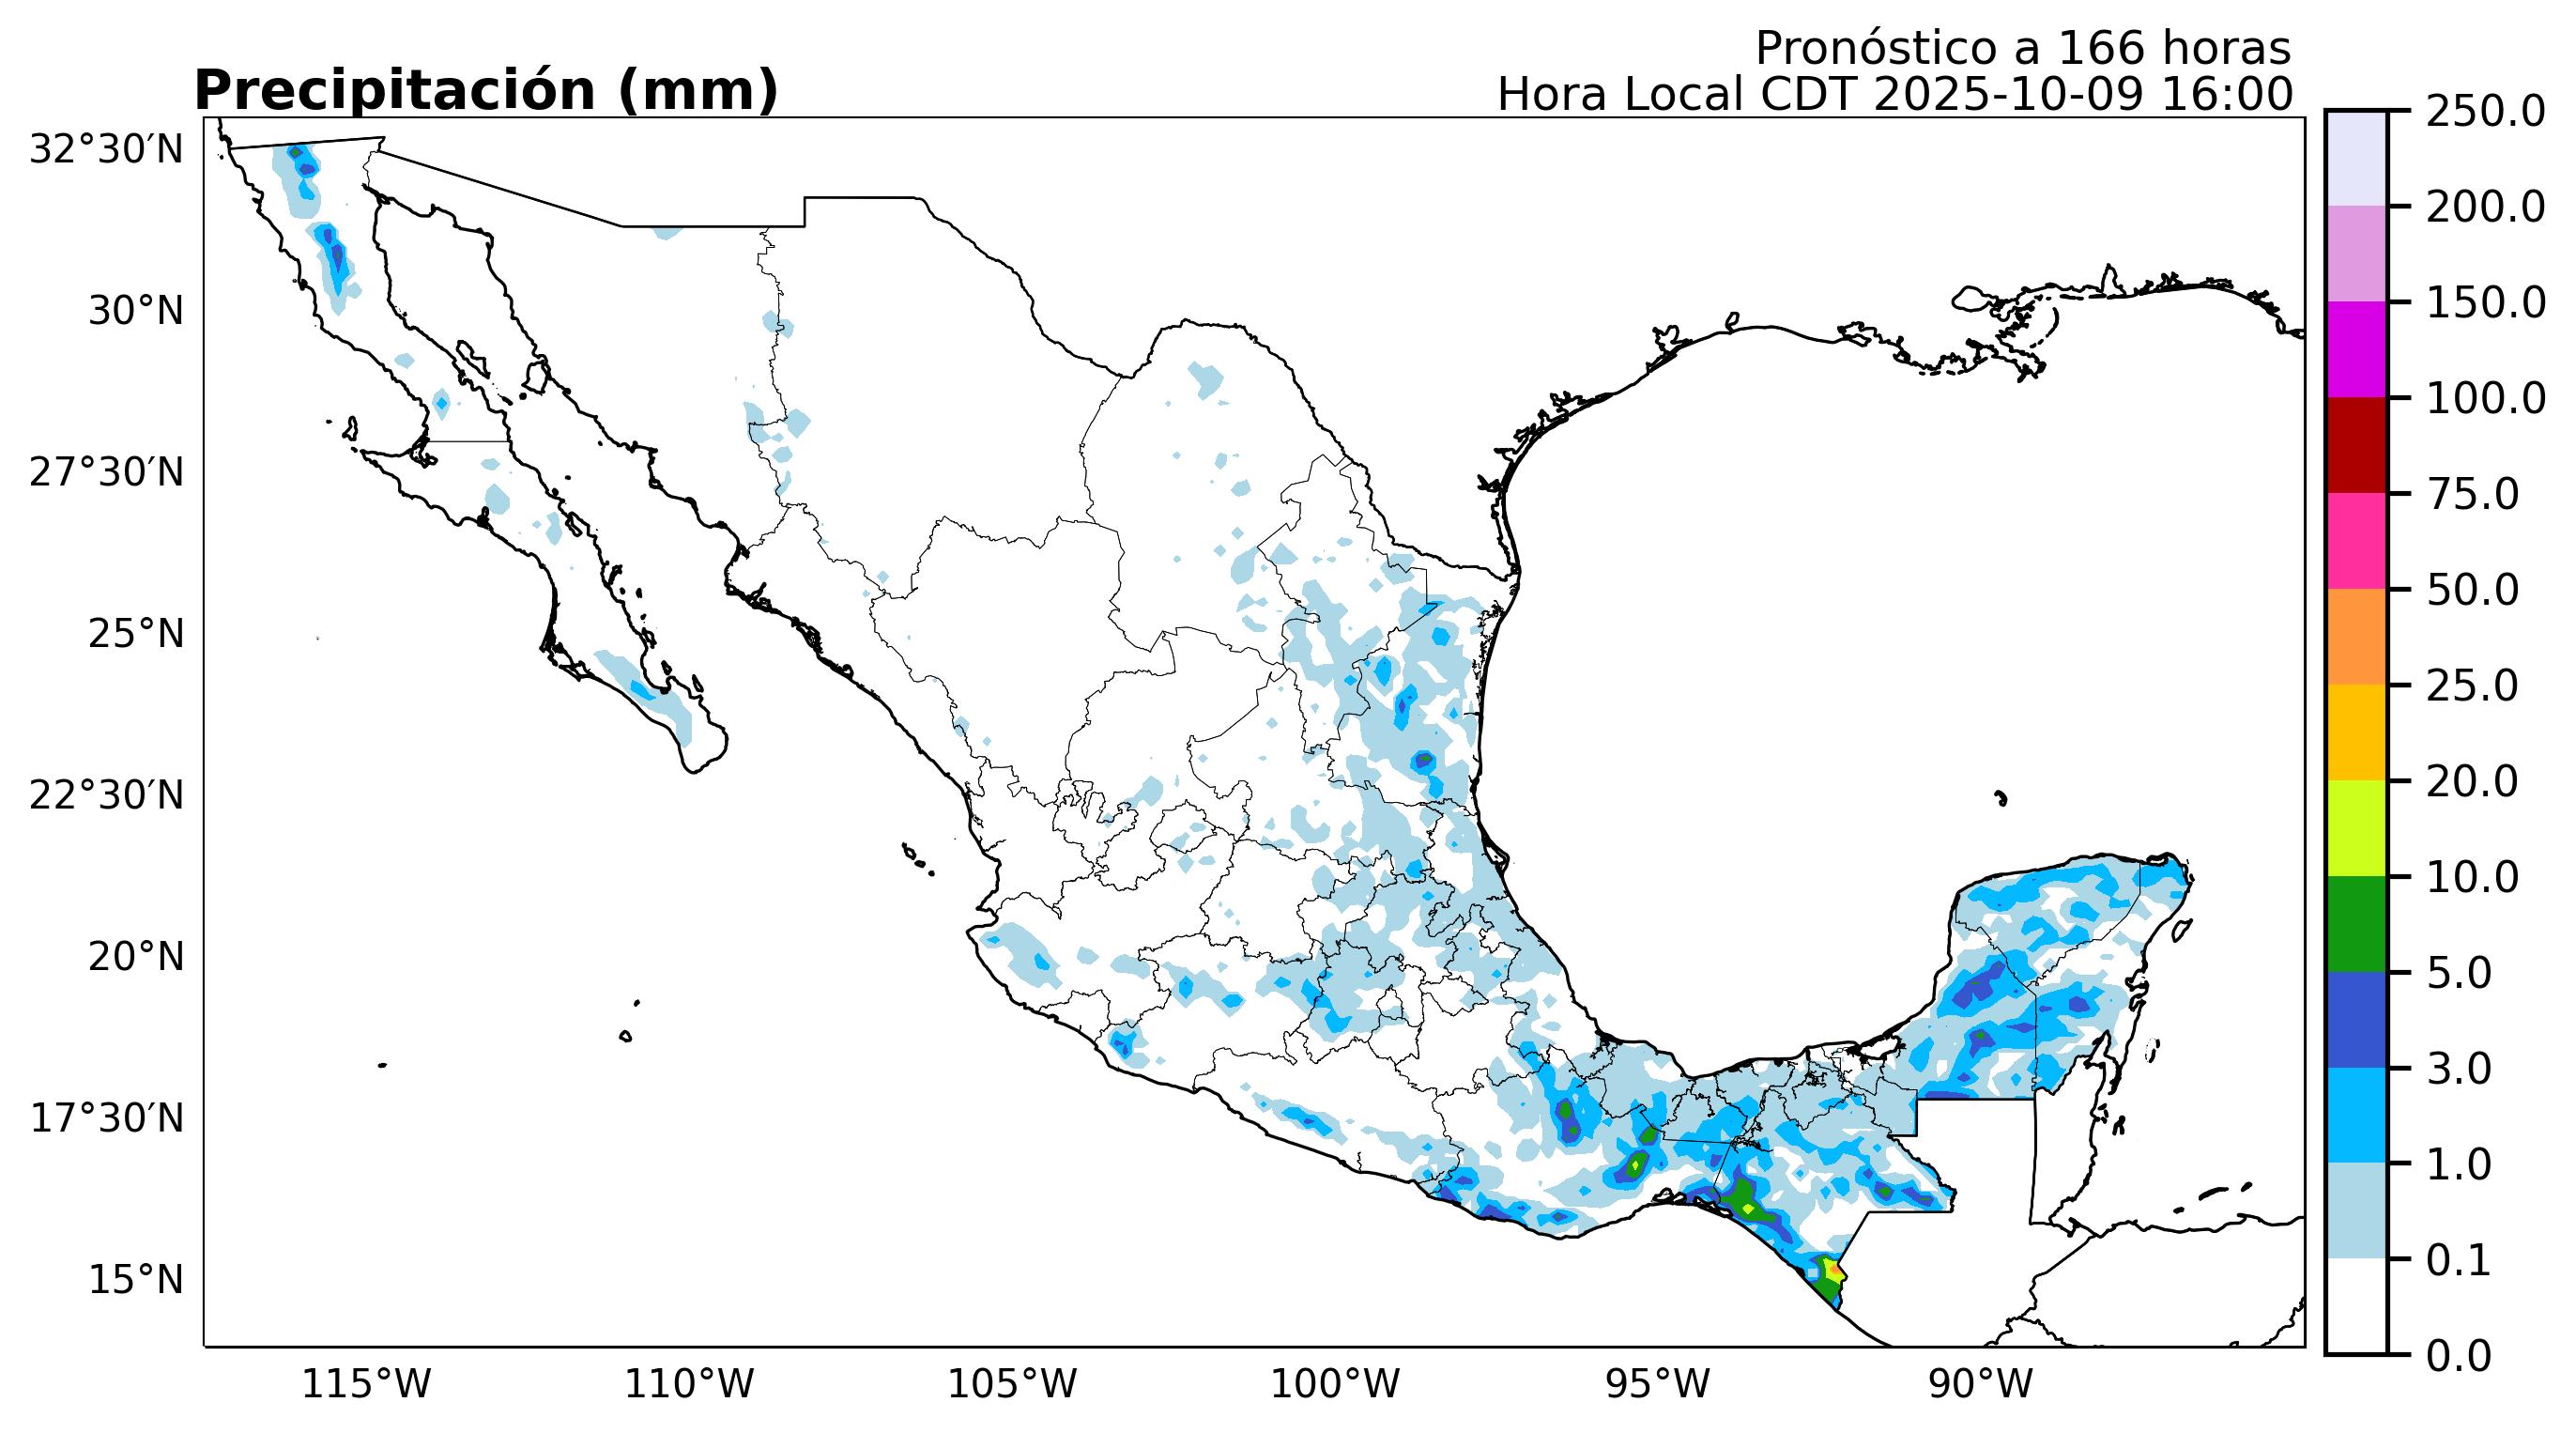 Pronóstico a 166 horas
Precipitación (mm)
Hora Local CDT 2025-10-09 16:00
32°30′N
30°N
27°30′N
25°N
22°30′N
20°N
17°30′N
15°N
115°W
110°W
105°W
100°W
95°W
90°W
250.0
200.0
150.0
100.0
75.0
50.0
25.0
20.0
10.0
5.0
3.0
1.0
0.1
0.0